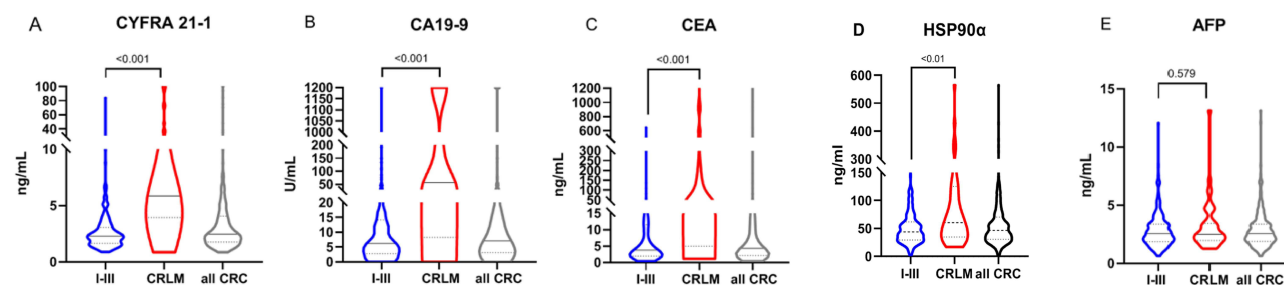 A
CYFRA 21-1
<0.001
100
80
60
40
10
5
0
ng/mL
I-III
CRLM
all CRC
B
CA19-9
<0.001
1200
1150
1100
1050
1000
200
150
100
50
20
15
10
5
0
U/mL
I-III
CRLM
all CRC
C
CEA
<0.001
1200
1000
800
600
300
250
200
150
100
50
15
10
5
0
ng/mL
I-III
CRLM
all CRC
D
HSP90α
<0.01
600
500
400
300
150
100
50
0
ng/ml
I-III
CRLM
all CRC
E
AFP
0.579
15
10
5
0
ng/mL
I-III
CRLM
all CRC